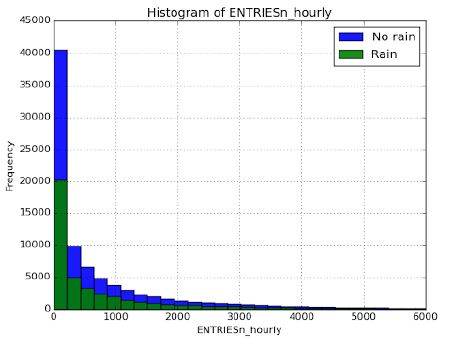 Histogram of ENTRIESn_hourly
No rain
Rain
45000
40000
35000
30000
25000
20000
15000
10000
5000
0
Frequency
0 1000 2000 3000 4000 5000 6000
ENTRIESn_hourly